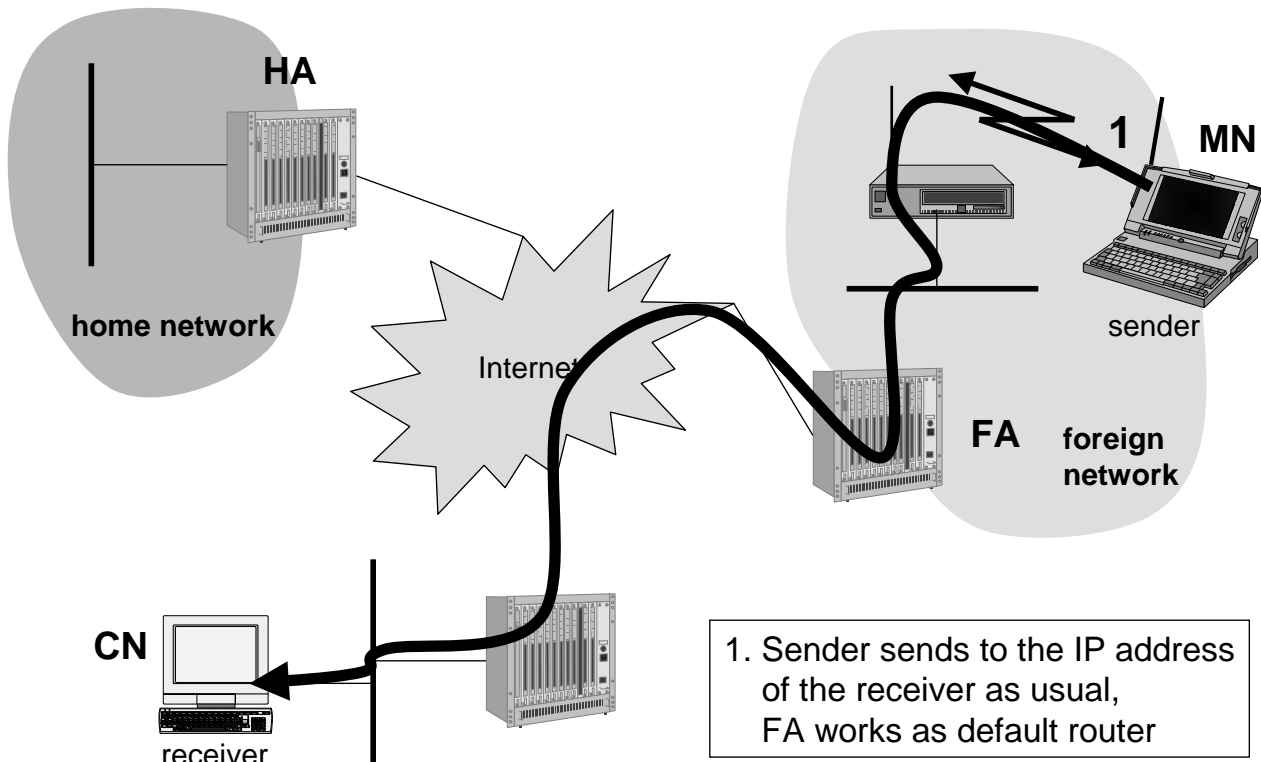 HA
1
MN
home network
sender
Internet
FA
foreign
network
CN
receiver
1. Sender sends to the IP address
of the receiver as usual,
FA works as default router